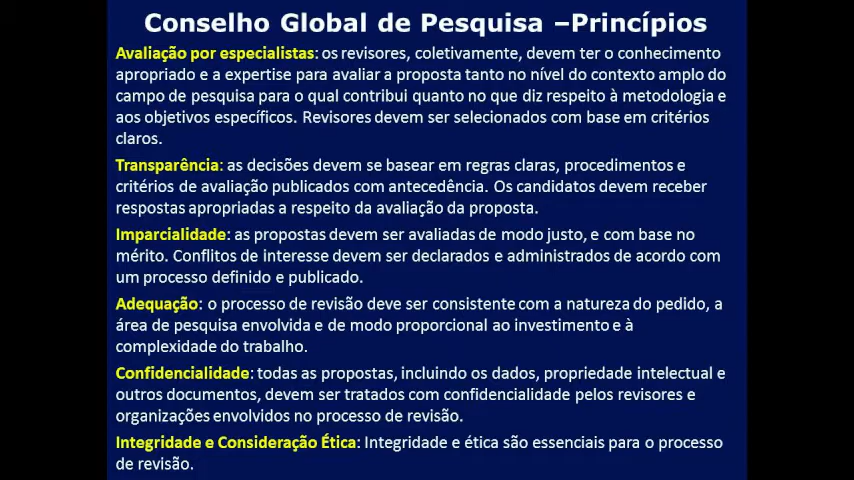 Conselho Global de Pesquisa –Princípios
Avaliação por especialistas: os revisores, coletivamente, devem ter o conhecimento
apropriado e a expertise para avaliar a proposta tanto no nível do contexto amplo do
campo de pesquisa para o qual contribui quanto no que diz respeito à metodologia e
aos objetivos específicos. Revisores devem ser selecionados com base em critérios
claros.
Transparência: as decisões devem se basear em regras claras, procedimentos e
critérios de avaliação publicados com antecedência. Os candidatos devem receber
respostas apropriadas a respeito da avaliação da proposta.
Imparcialidade: as propostas devem ser avaliadas de modo justo, e com base no
mérito. Conflitos de interesse devem ser declarados e administrados de acordo com
um processo definido e publicado.
Adequação: o processo de revisão deve ser consistente com a natureza do pedido, a
área de pesquisa envolvida e de modo proporcional ao investimento e à
complexidade do trabalho.
Confidencialidade: todas as propostas, incluindo os dados, propriedade intelectual e
outros documentos, devem ser tratados com confidencialidade pelos revisores e
organizações envolvidos no processo de revisão.
Integridade e Consideração Ética: Integridade e ética são essenciais para o processo
de revisão.